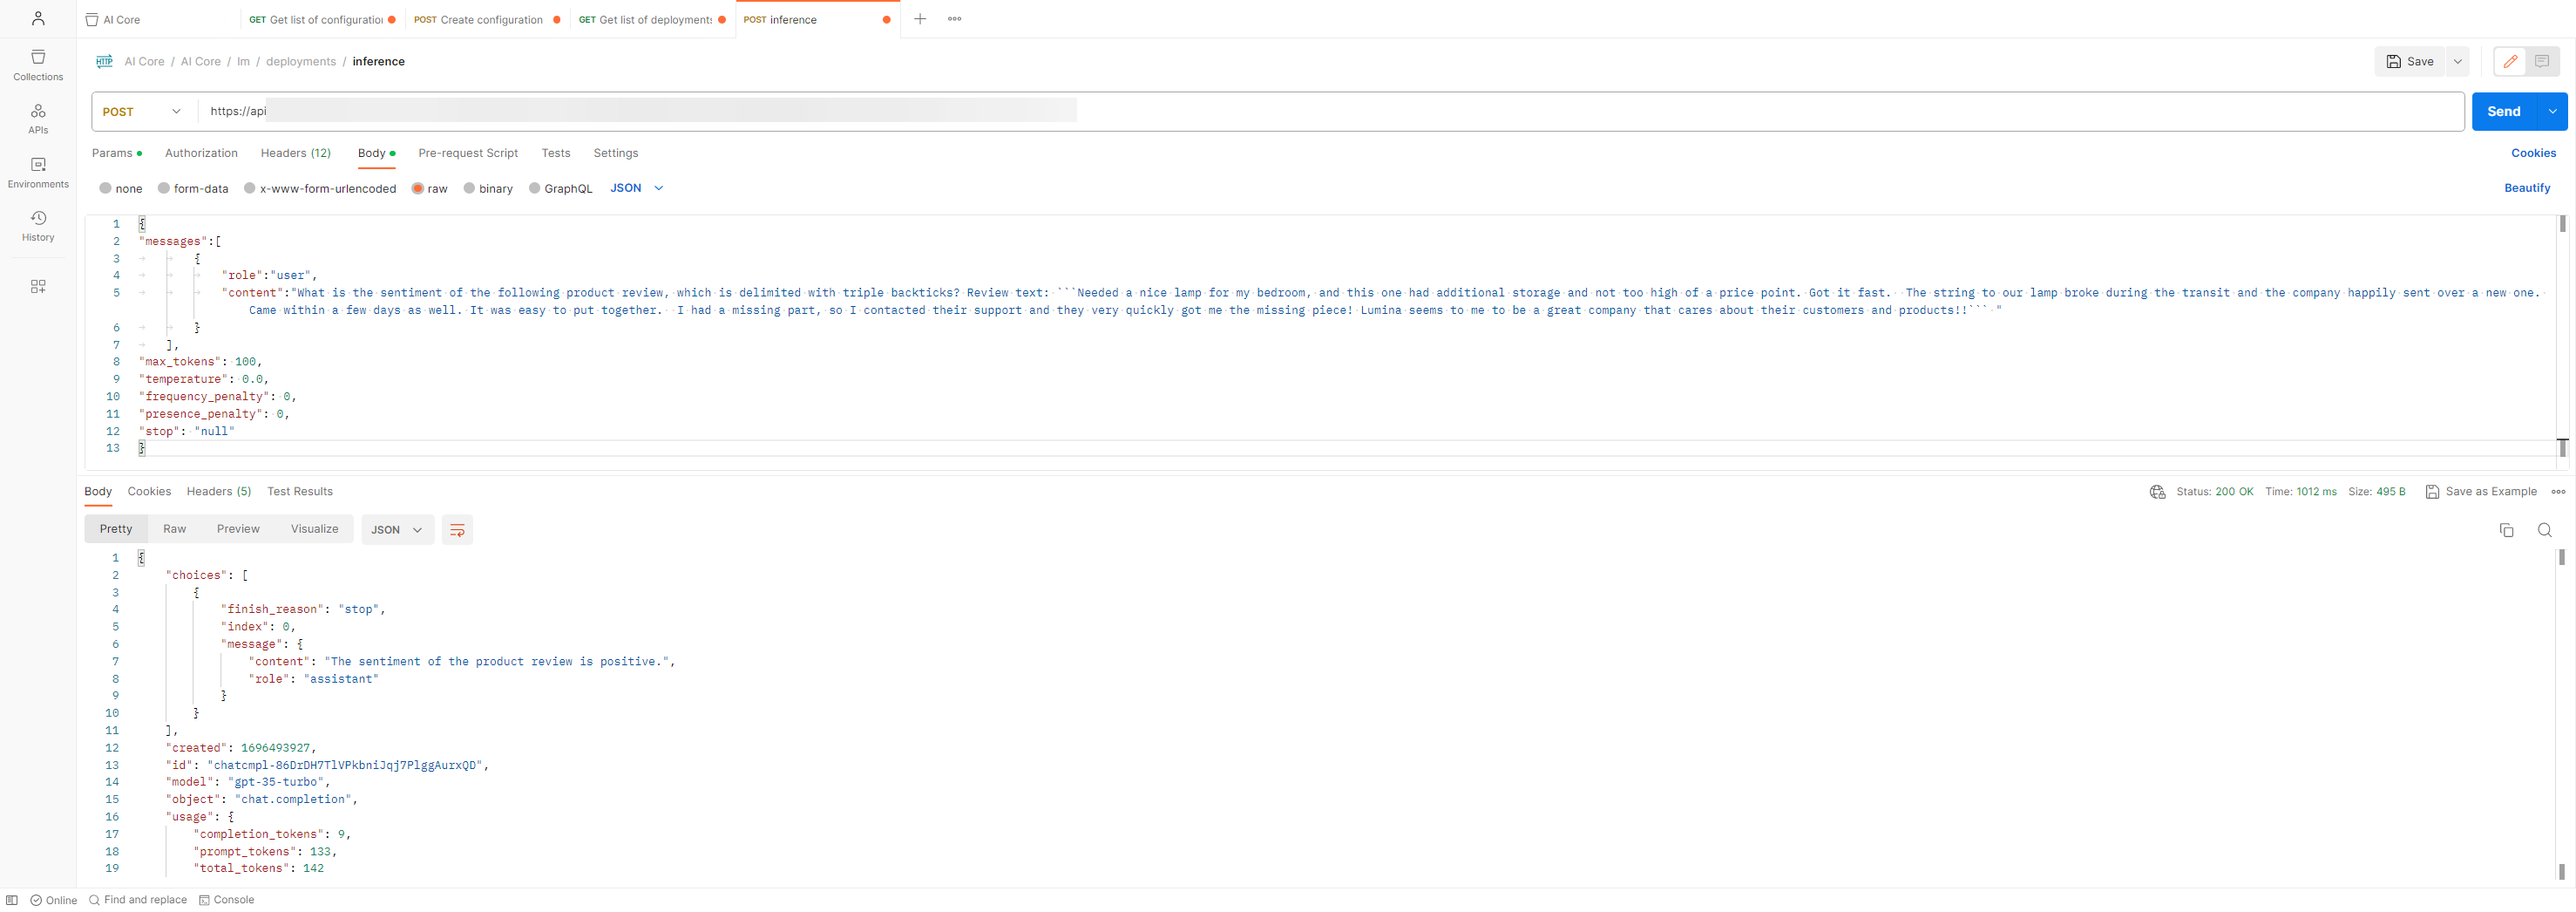 AI Core
GET Get list of configuration
POST Create configuration
GET Get list of deployments
POST inference
Collections
APIs
Environments
History
HTTP AI Core / AI Core / lm / deployments / inference
Save
POST https://api
Send
Params Authorization Headers (12) Body Pre-request Script Tests Settings
Cookies
none form-data x-www-form-urlencoded raw binary GraphQL JSON
Beautify
1 {
2 "messages":[
3 {
4 "role":"user",
5 "content":"What is the sentiment of the following product review, which is delimited with triple backticks? Review text: ```Needed a nice lamp for my bedroom, and this one had additional storage and not too high of a price point. Got it fast.  The string to our lamp broke during the transit and the company happily sent over a new one.
Came within a few days as well. It was easy to put together.  I had a missing part, so I contacted their support and they very quickly got me the missing piece! Lumina seems to me to be a great company that cares about their customers and products!!``` "
6 }
7 ],
8 "max_tokens": 100,
9 "temperature": 0.0,
10 "frequency_penalty": 0,
11 "presence_penalty": 0,
12 "stop": "null"
13 }
Body Cookies Headers (5) Test Results
Status: 200 OK Time: 1012 ms Size: 495 B Save as Example
Pretty Raw Preview Visualize JSON
1 {
2 "choices": [
3 {
4 "finish_reason": "stop",
5 "index": 0,
6 "message": {
7 "content": "The sentiment of the product review is positive.",
8 "role": "assistant"
9 }
10 }
11 ],
12 "created": 1696493927,
13 "id": "chatcmpl-86DrDH7TlVPkbniJqj7PlggAurxQD",
14 "model": "gpt-35-turbo",
15 "object": "chat.completion",
16 "usage": {
17 "completion_tokens": 9,
18 "prompt_tokens": 133,
19 "total_tokens": 142
Online Find and replace Console